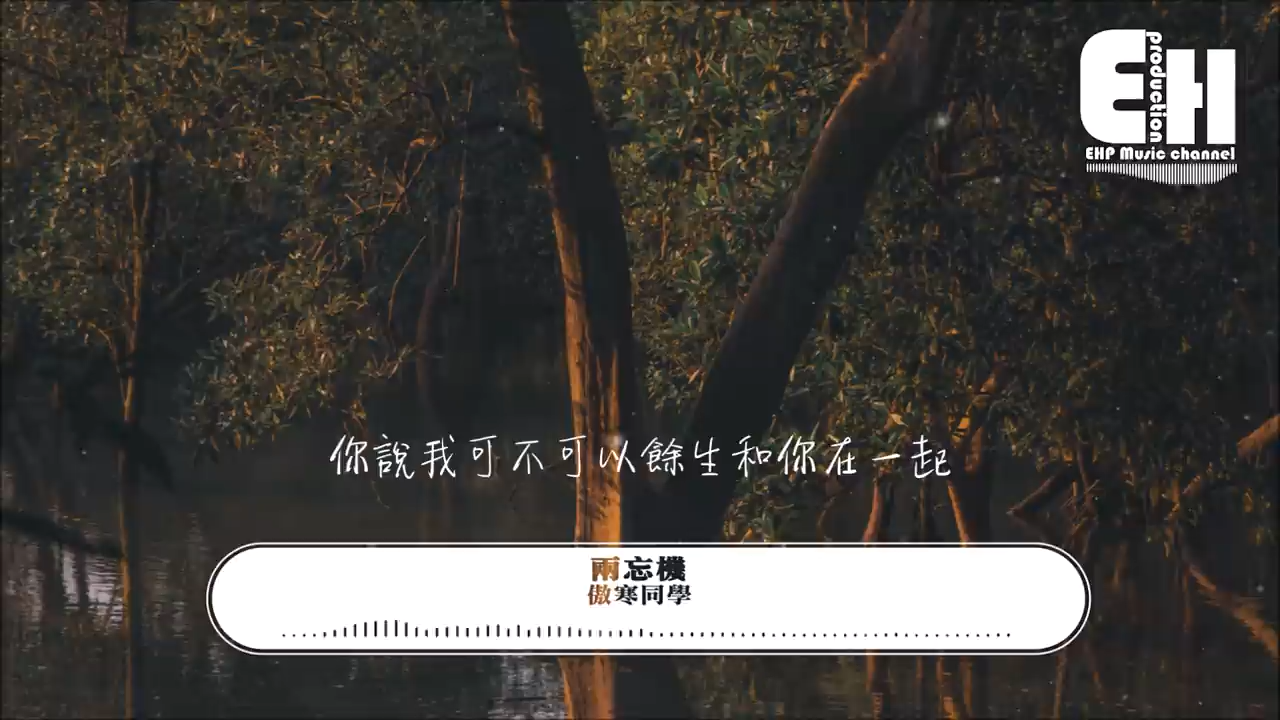 EH
production
EHP Music channel
你說我可不可以餘生和你在一起
兩忘機
傲寒同學